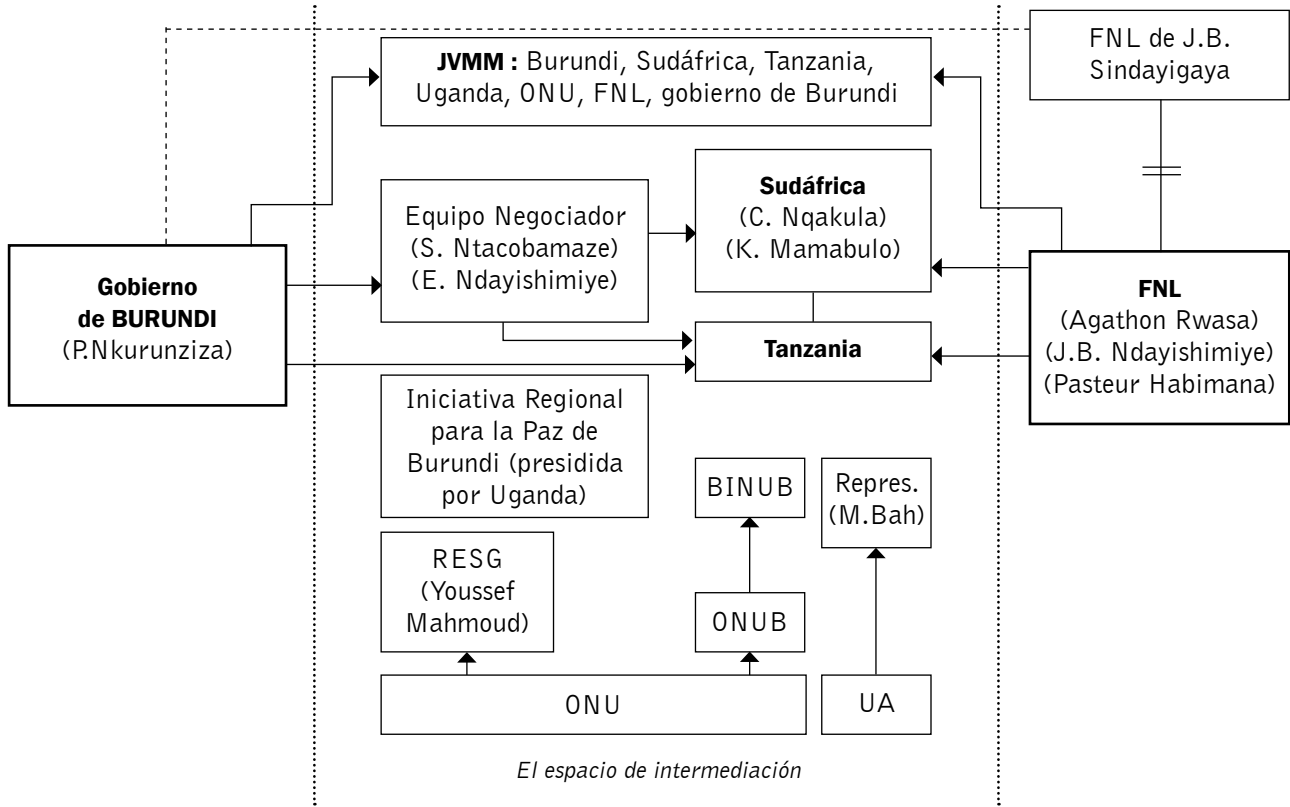 FNL de J.B.
Sindayigaya
JVMM : Burundi, Sudáfrica, Tanzania,
Uganda, ONU, FNL, gobierno de Burundi
Equipo Negociador
(S. Ntacobamaze)
(E. Ndayishimiye)
Sudáfrica
(C. Nqakula)
(K. Mamabulo)
Gobierno
de BURUNDI
(P.Nkurunziza)
FNL
(Agathon Rwasa)
(J.B. Ndayishimiye)
(Pasteur Habimana)
Tanzania
Iniciativa Regional
para la Paz de
Burundi (presidida
por Uganda)
BINUB
Repres.
(M.Bah)
RESG
(Youssef
Mahmoud)
ONUB
ONU
UA
El espacio de intermediación